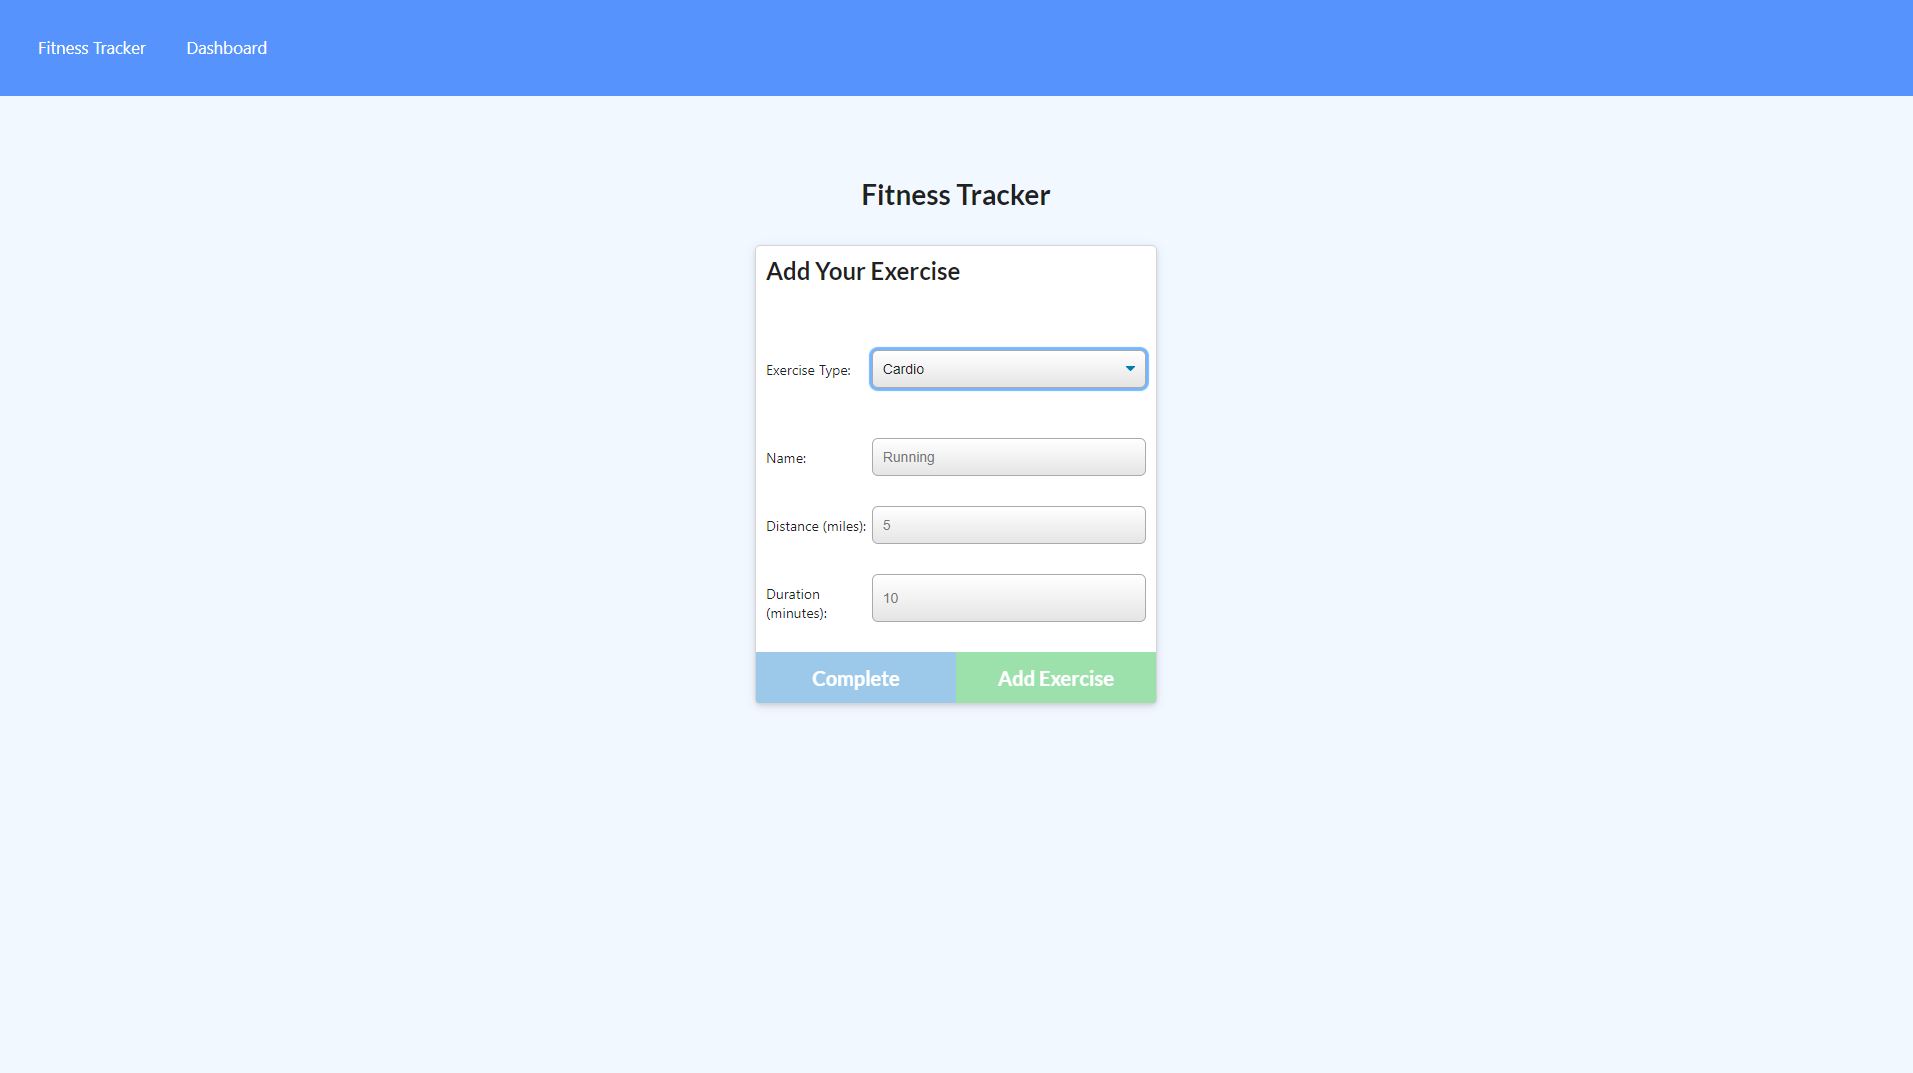 Fitness Tracker Dashboard
Fitness Tracker
Add Your Exercise
Exercise Type: Cardio
Name: Running
Distance (miles): 5
Duration
(minutes): 10
Complete Add Exercise